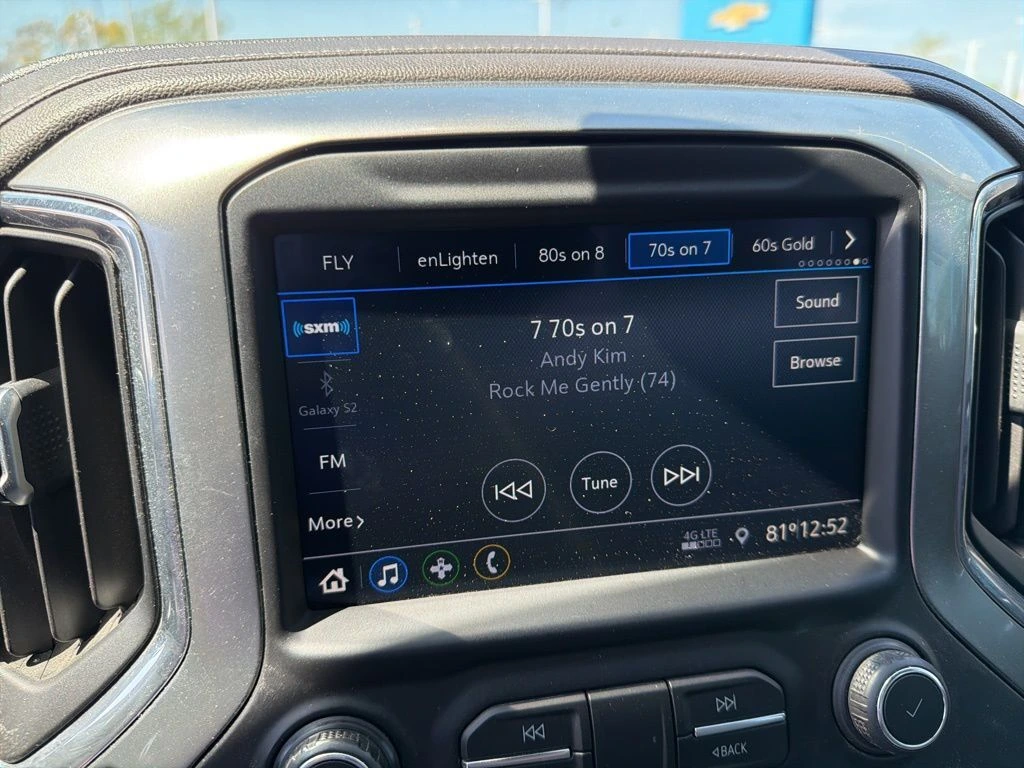 FLY enLighten 80s on 8 70s on 7 60s Gold
sxm
7 70s on 7
Sound
Andy Kim
Browse
Rock Me Gently (74)
Galaxy S2
FM
Tune
More
4G LTE 81° 12:52
BACK